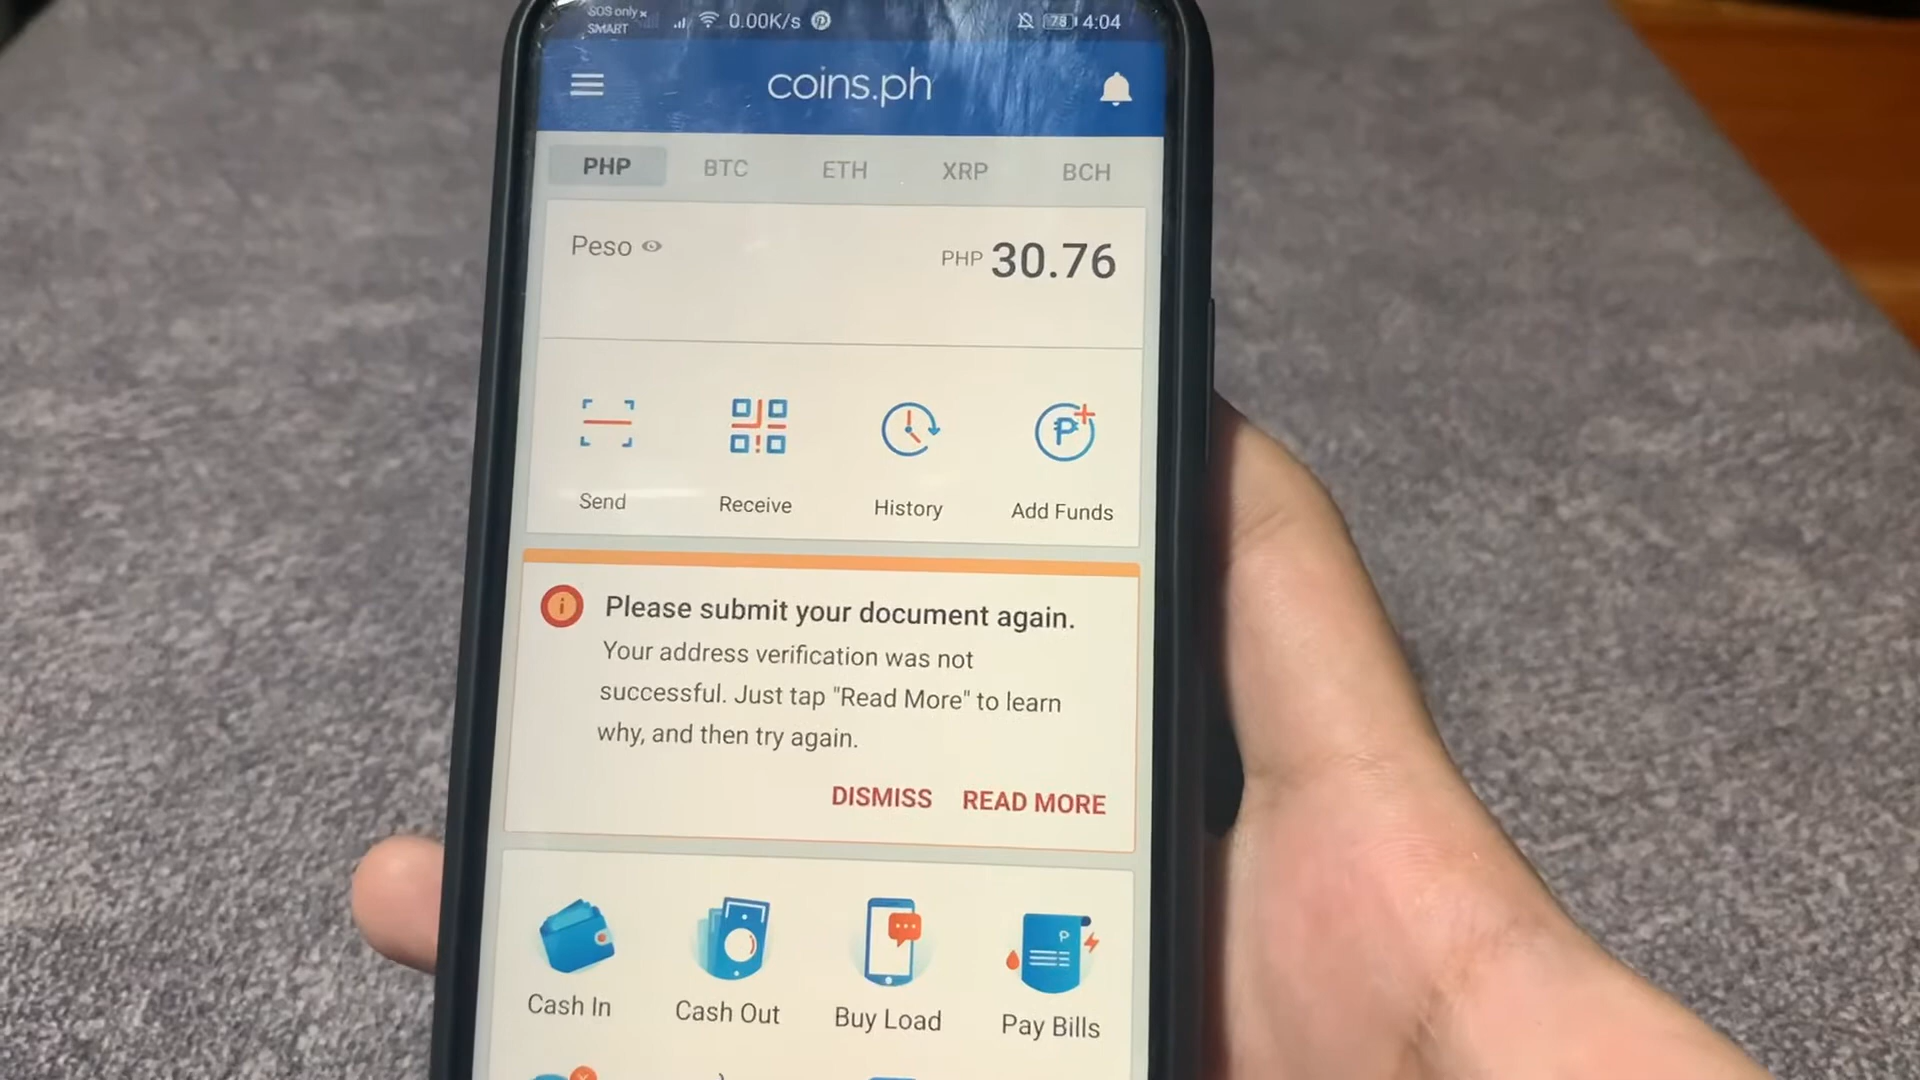 SOS only
SMART
0.00K/s
78
4:04
coins.ph
PHP
BTC
ETH
XRP
BCH
Peso
PHP 30.76
Send
Receive
History
Add Funds
Please submit your document again.
Your address verification was not
successful. Just tap "Read More" to learn
why, and then try again.
DISMISS
READ MORE
Cash In
Cash Out
Buy Load
Pay Bills